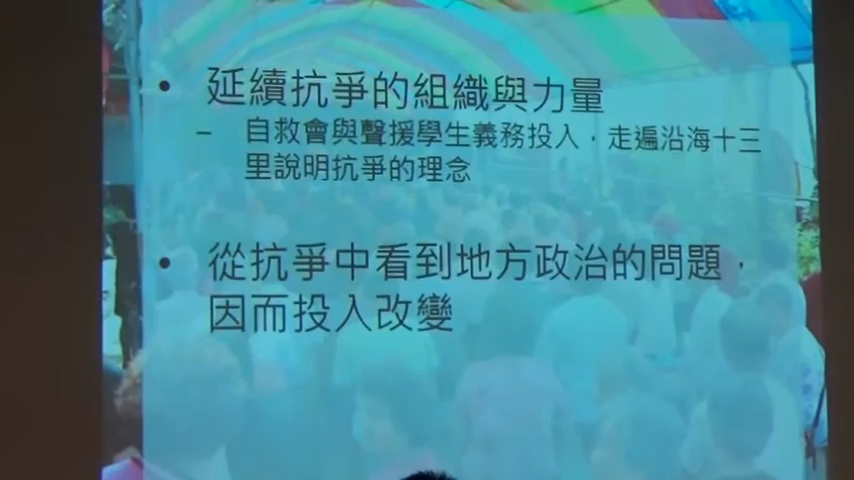 • 延續抗爭的組織與力量
– 自救會與聲援學生義務投入，走遍沿海十三
里說明抗爭的理念
• 從抗爭中看到地方政治的問題，
因而投入改變